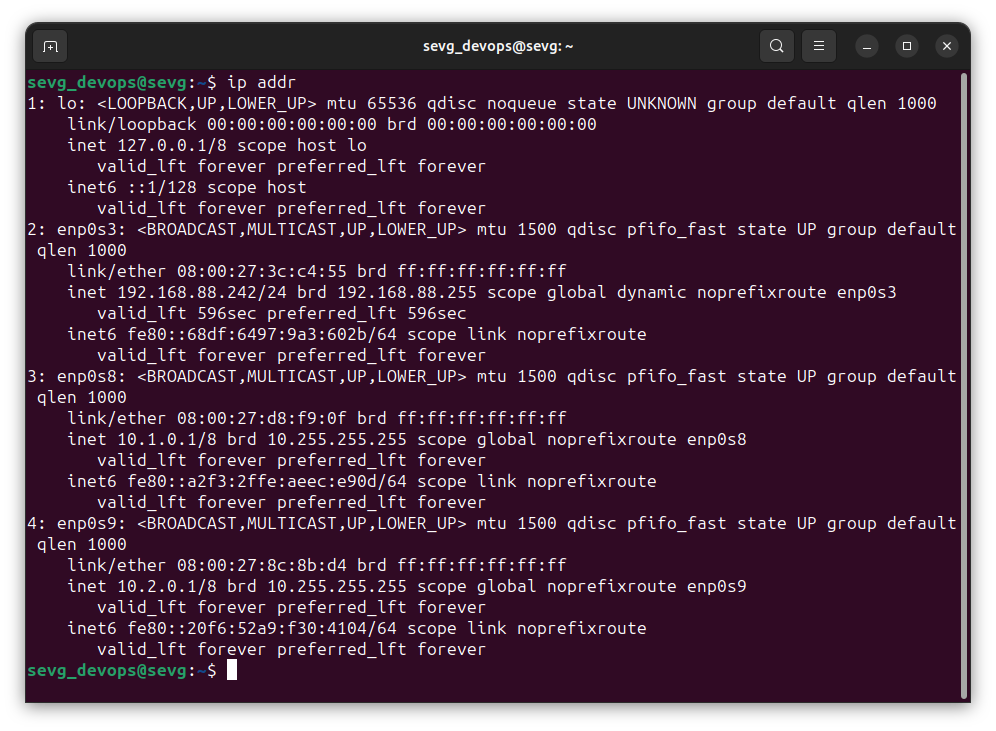 sevg_devops@sevg: ~
sevg_devops@sevg:~$ ip addr
1: lo: <LOOPBACK,UP,LOWER_UP> mtu 65536 qdisc noqueue state UNKNOWN group default qlen 1000
    link/loopback 00:00:00:00:00:00 brd 00:00:00:00:00:00
    inet 127.0.0.1/8 scope host lo
       valid_lft forever preferred_lft forever
    inet6 ::1/128 scope host
       valid_lft forever preferred_lft forever
2: enp0s3: <BROADCAST,MULTICAST,UP,LOWER_UP> mtu 1500 qdisc pfifo_fast state UP group default
 qlen 1000
    link/ether 08:00:27:3c:c4:55 brd ff:ff:ff:ff:ff:ff
    inet 192.168.88.242/24 brd 192.168.88.255 scope global dynamic noprefixroute enp0s3
       valid_lft 596sec preferred_lft 596sec
    inet6 fe80::68df:6497:9a3:602b/64 scope link noprefixroute
       valid_lft forever preferred_lft forever
3: enp0s8: <BROADCAST,MULTICAST,UP,LOWER_UP> mtu 1500 qdisc pfifo_fast state UP group default
 qlen 1000
    link/ether 08:00:27:d8:f9:0f brd ff:ff:ff:ff:ff:ff
    inet 10.1.0.1/8 brd 10.255.255.255 scope global noprefixroute enp0s8
       valid_lft forever preferred_lft forever
    inet6 fe80::a2f3:2ffe:aeec:e90d/64 scope link noprefixroute
       valid_lft forever preferred_lft forever
4: enp0s9: <BROADCAST,MULTICAST,UP,LOWER_UP> mtu 1500 qdisc pfifo_fast state UP group default
 qlen 1000
    link/ether 08:00:27:8c:8b:d4 brd ff:ff:ff:ff:ff:ff
    inet 10.2.0.1/8 brd 10.255.255.255 scope global noprefixroute enp0s9
       valid_lft forever preferred_lft forever
    inet6 fe80::20f6:52a9:f30:4104/64 scope link noprefixroute
       valid_lft forever preferred_lft forever
sevg_devops@sevg:~$